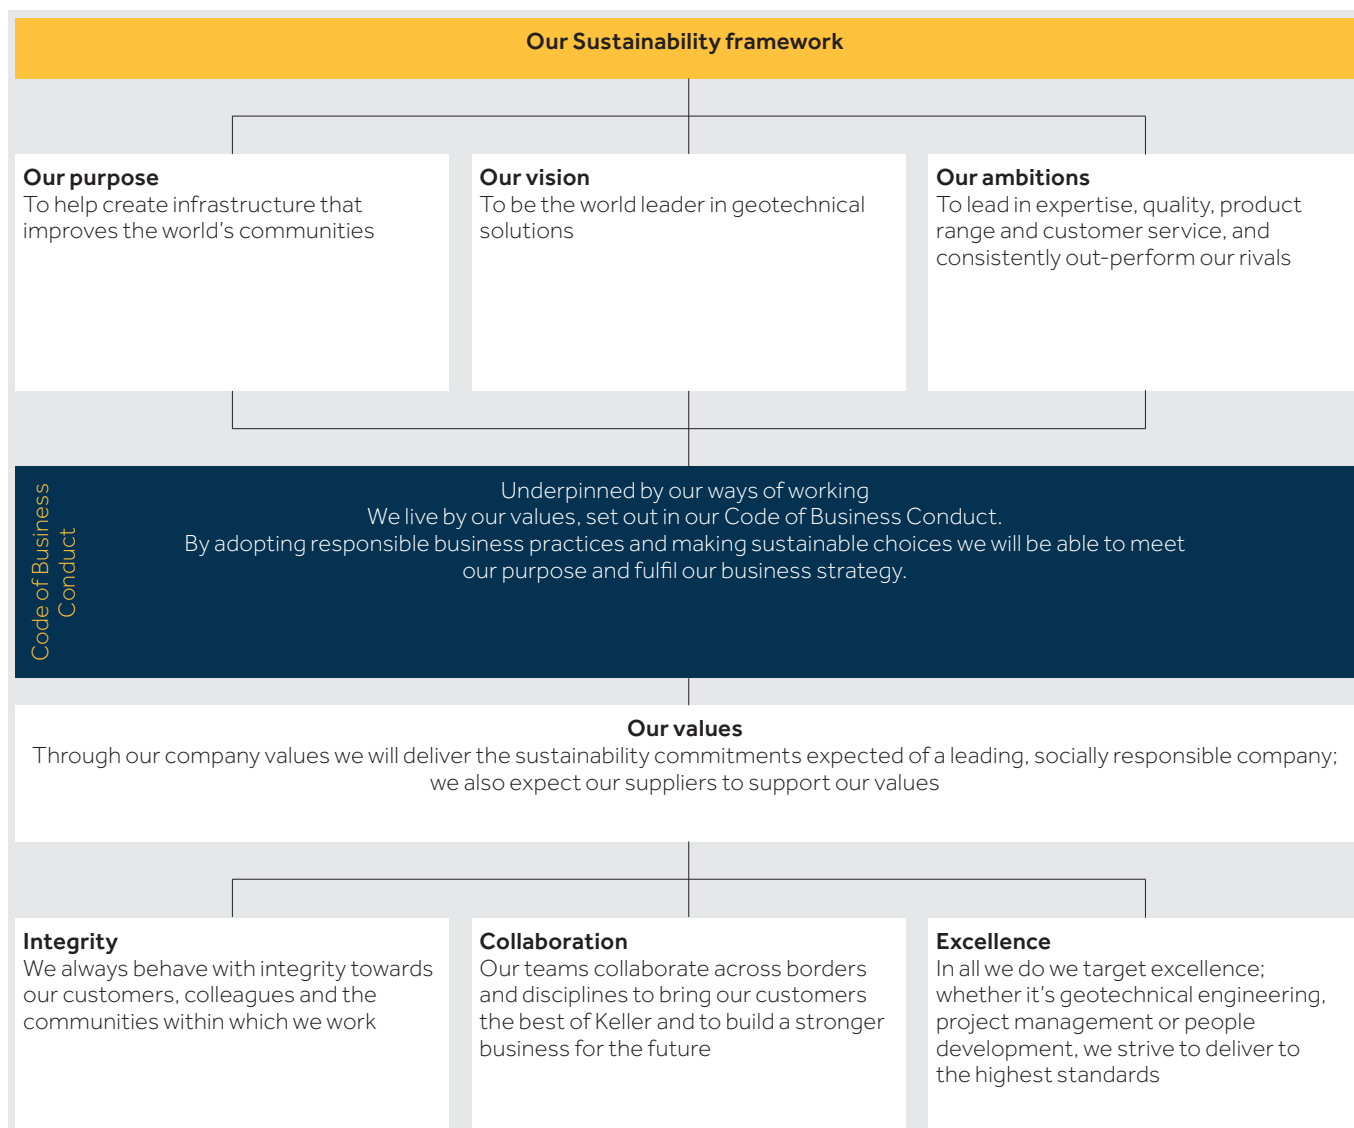 Our Sustainability framework
Our purpose
To help create infrastructure that
improves the world's communities
Our vision
To be the world leader in geotechnical
solutions
Our ambitions
To lead in expertise, quality, product
range and customer service, and
consistently out-perform our rivals
Code of Business
Conduct
Underpinned by our ways of working
We live by our values, set out in our Code of Business Conduct.
By adopting responsible business practices and making sustainable choices we will be able to meet
our purpose and fulfil our business strategy.
Our values
Through our company values we will deliver the sustainability commitments expected of a leading, socially responsible company;
we also expect our suppliers to support our values
Integrity
We always behave with integrity towards
our customers, colleagues and the
communities within which we work
Collaboration
Our teams collaborate across borders
and disciplines to bring our customers
the best of Keller and to build a stronger
business for the future
Excellence
In all we do we target excellence;
whether it's geotechnical engineering,
project management or people
development, we strive to deliver to
the highest standards